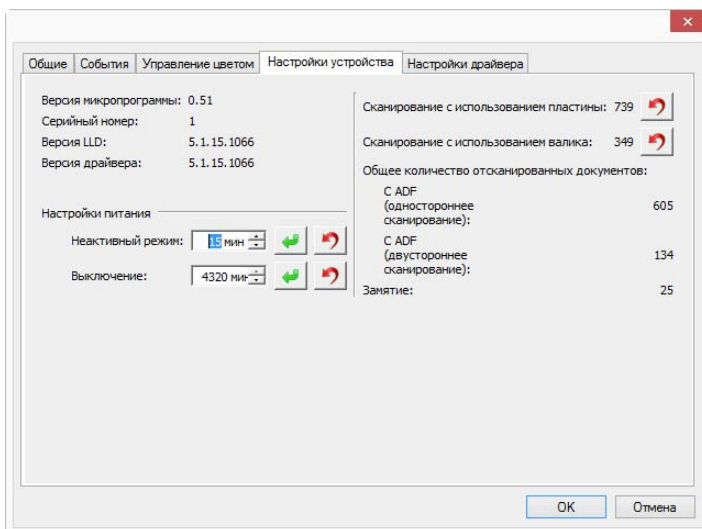 Общие События Управление цветом Настройки устройства Настройки драйвера
Версия микропрограммы: 0.51
Серийный номер: 1
Версия LLD: 5.1.15.1066
Версия драйвера: 5.1.15.1066
Настройки питания
Неактивный режим: 15 мин
Выключение: 4320 мин
Сканирование с использованием пластины: 739
Сканирование с использованием валика: 349
Общее количество отсканированных документов:
С ADF
(одностороннее 605
сканирование):
С ADF
(двустороннее 134
сканирование):
Замятие: 25
OK Отмена